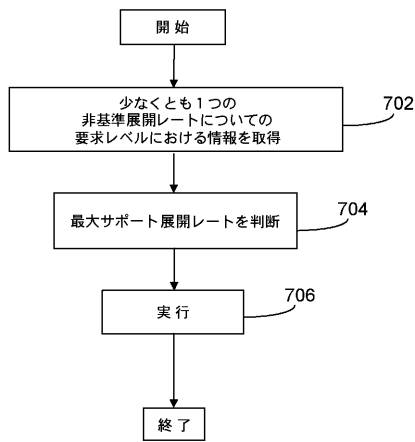 開始
少なくとも１つの
非基準展開レートについての
要求レベルにおける情報を取得
702
最大サポート展開レートを判断
704
実行
706
終了